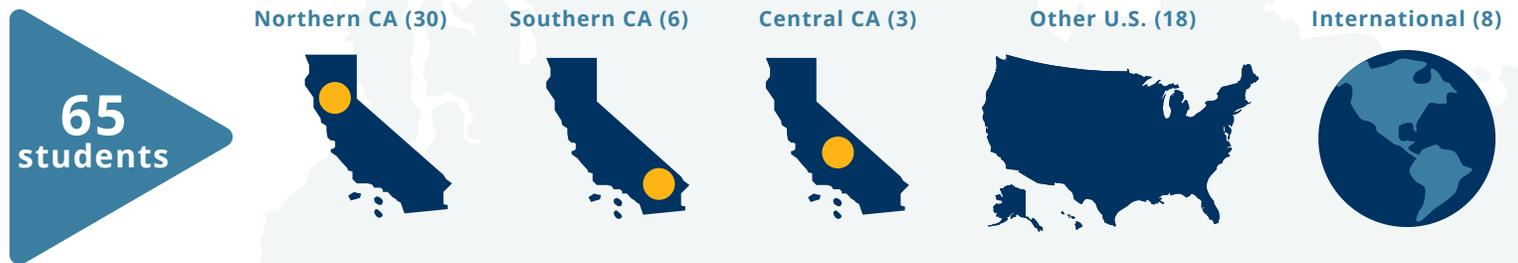 65
students
Northern CA (30)
Southern CA (6)
Central CA (3)
Other U.S. (18)
International (8)